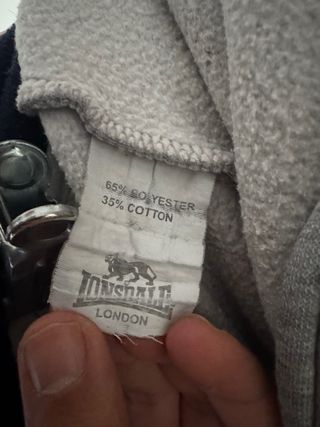 65% POLYESTER
35% COTTON
LONSDALE
LONDON